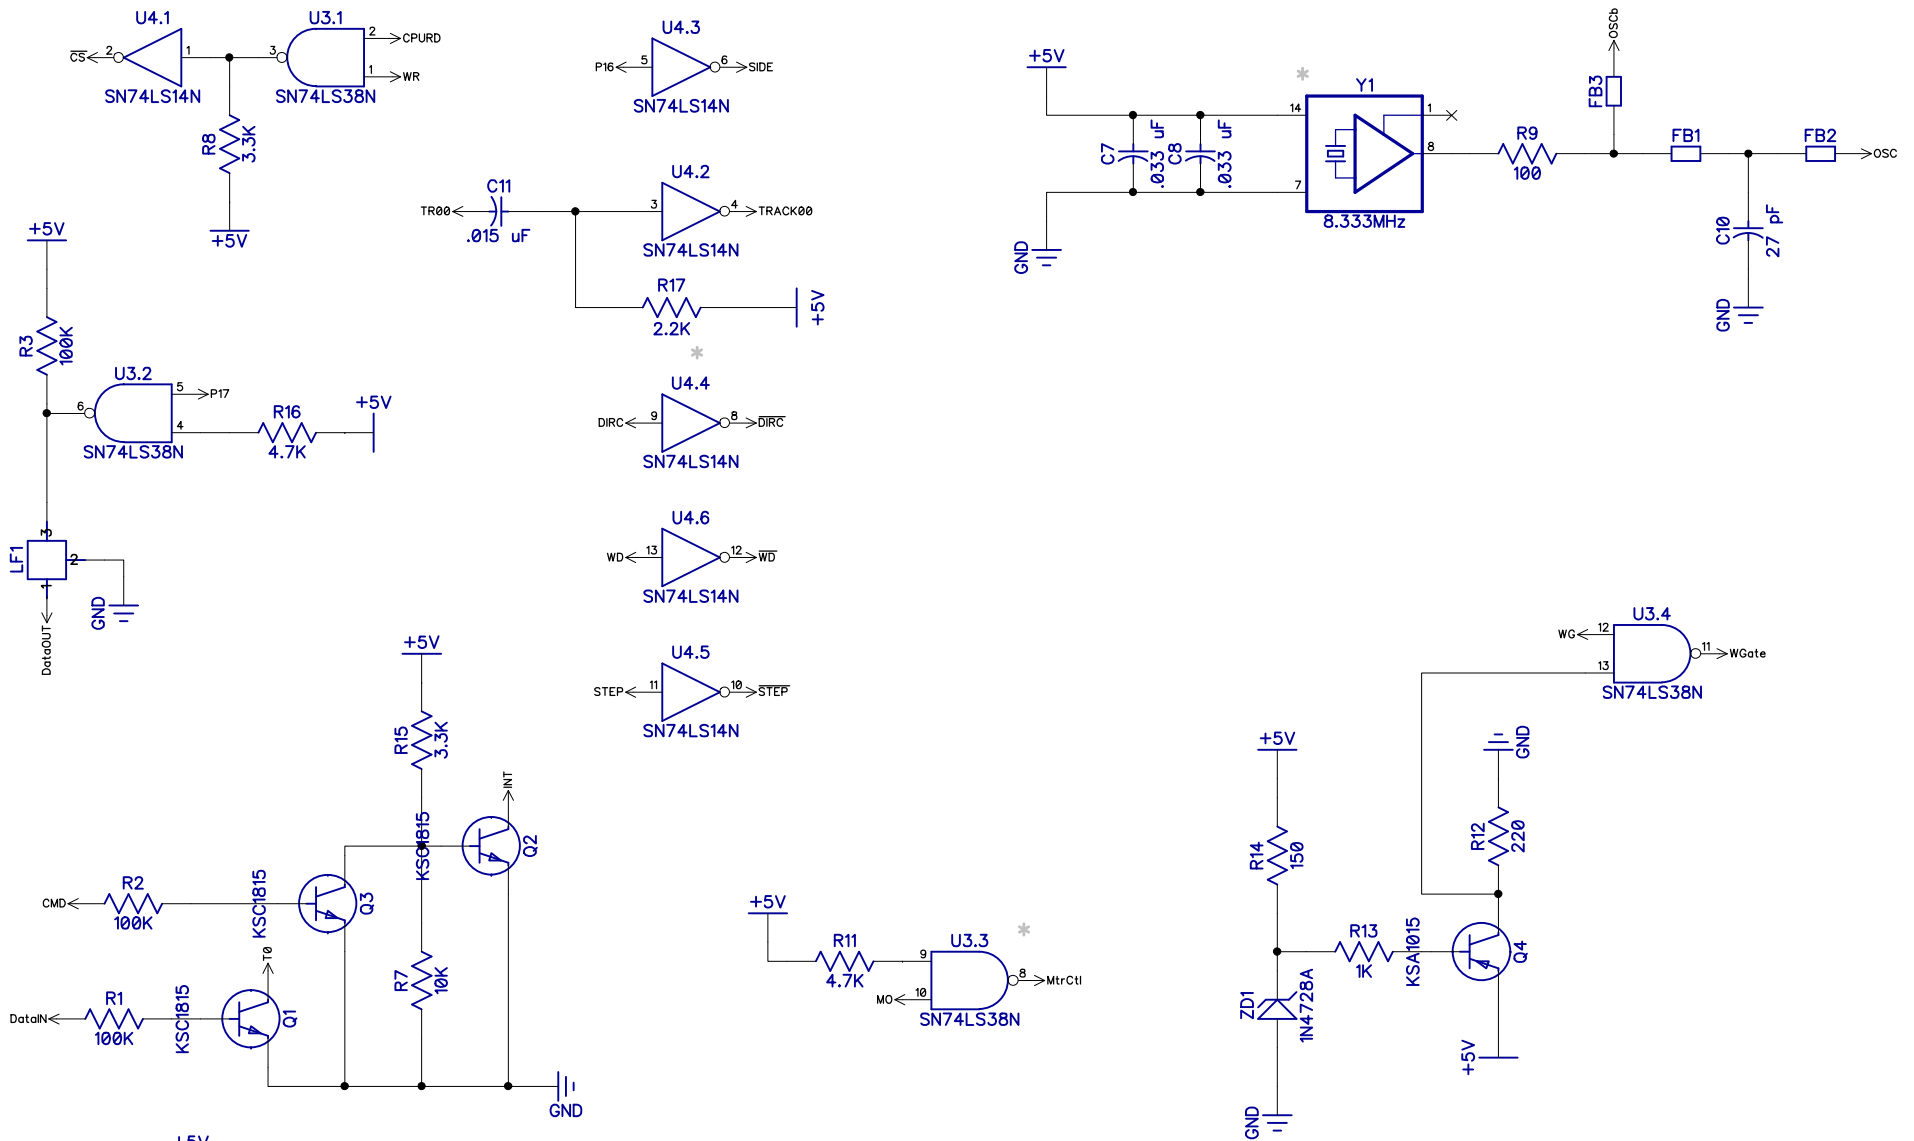 U4.1
U3.1
CS
2
1
3
2
CPURD
1
WR
SN74LS14N
SN74LS38N
R8
3.3K
+5V
U4.3
P16
5
6
SIDE
SN74LS14N
U4.2
C11
TR00
.015 uF
3
4
TRACK00
SN74LS14N
R17
2.2K
+5V
*
+5V
*
Y1
14
1
7
8
8.333MHz
C7
.033 uF
C8
.033 uF
GND
R9
100
OSCb
FB3
FB1
FB2
OSC
C10
27 pF
GND
+5V
R3
100K
U3.2
6
5
P17
4
SN74LS38N
R16
4.7K
+5V
LF1
3
2
1
GND
DataOUT
U4.4
DIRC
9
8
DIRC
SN74LS14N
U4.6
WD
13
12
WD
SN74LS14N
U4.5
STEP
11
10
STEP
SN74LS14N
+5V
R15
3.3K
INT
KSC1815
Q2
R2
CMD
100K
KSC1815
Q3
T0
R1
DataIN
100K
KSC1815
Q1
R7
10K
GND
+5V
+5V
R11
4.7K
*
U3.3
9
10
MO
8
MtrCtl
SN74LS38N
U3.4
WG
12
13
11
WGate
SN74LS38N
+5V
R14
150
GND
R12
220
R13
1K
KSA1015
Q4
ZD1
1N4728A
+5V
GND